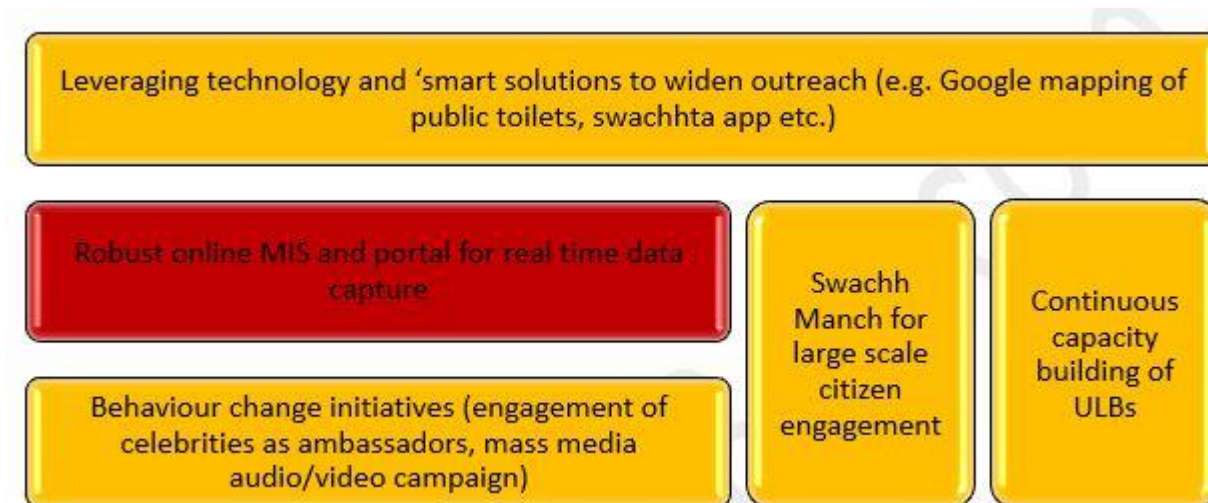 Leveraging technology and ‘smart solutions to widen outreach (e.g. Google mapping of
public toilets, swachhta app etc.)
Robust online MIS and portal for real time data
capture
Behaviour change initiatives (engagement of
celebrities as ambassadors, mass media
audio/video campaign)
Swachh
Manch for
large scale
citizen
engagement
Continuous
capacity
building of
ULBs